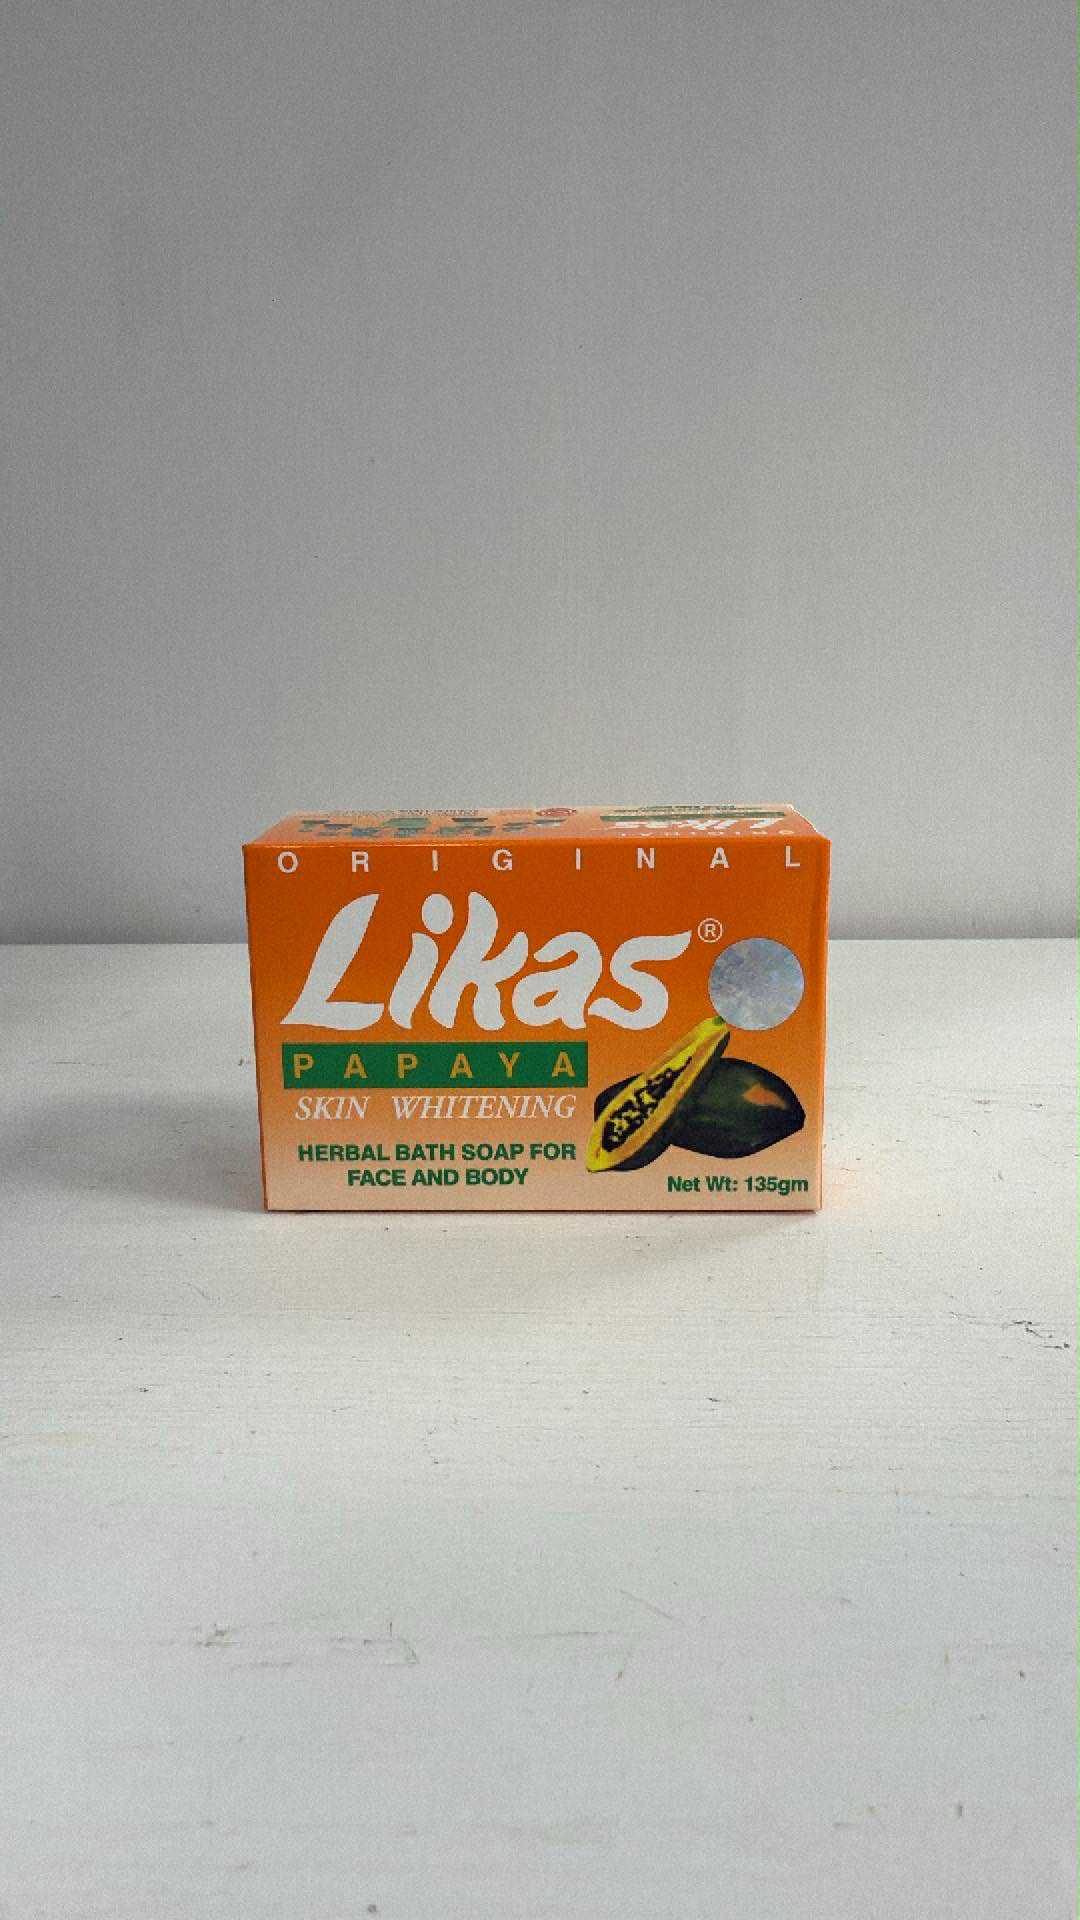 ORIGINAL
Likas®
PAPAYA
SKIN WHITENING
HERBAL BATH SOAP FOR
FACE AND BODY
Net Wt: 135gm